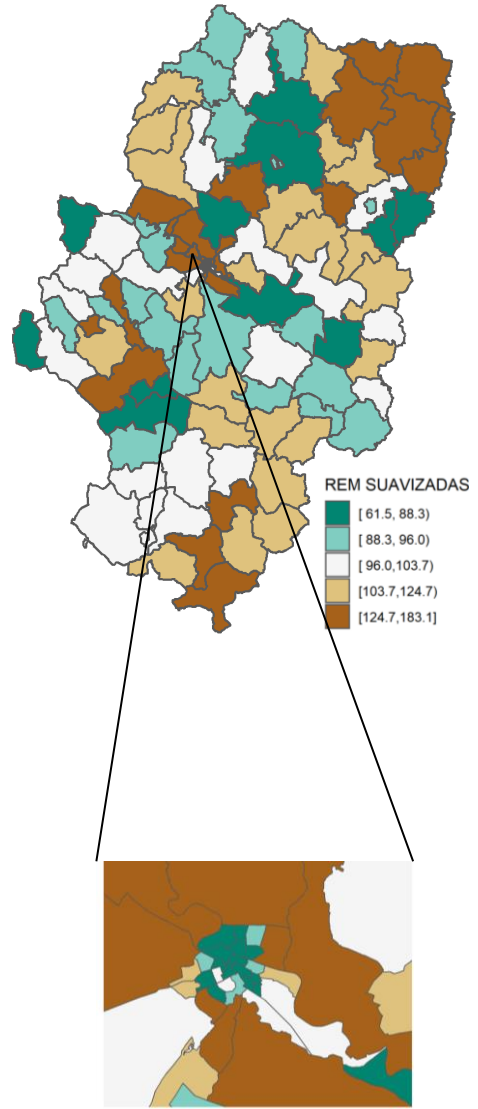 REM SUAVIZADAS
[ 61.5, 88.3)
[ 88.3, 96.0)
[ 96.0,103.7)
[103.7,124.7)
[124.7,183.1]